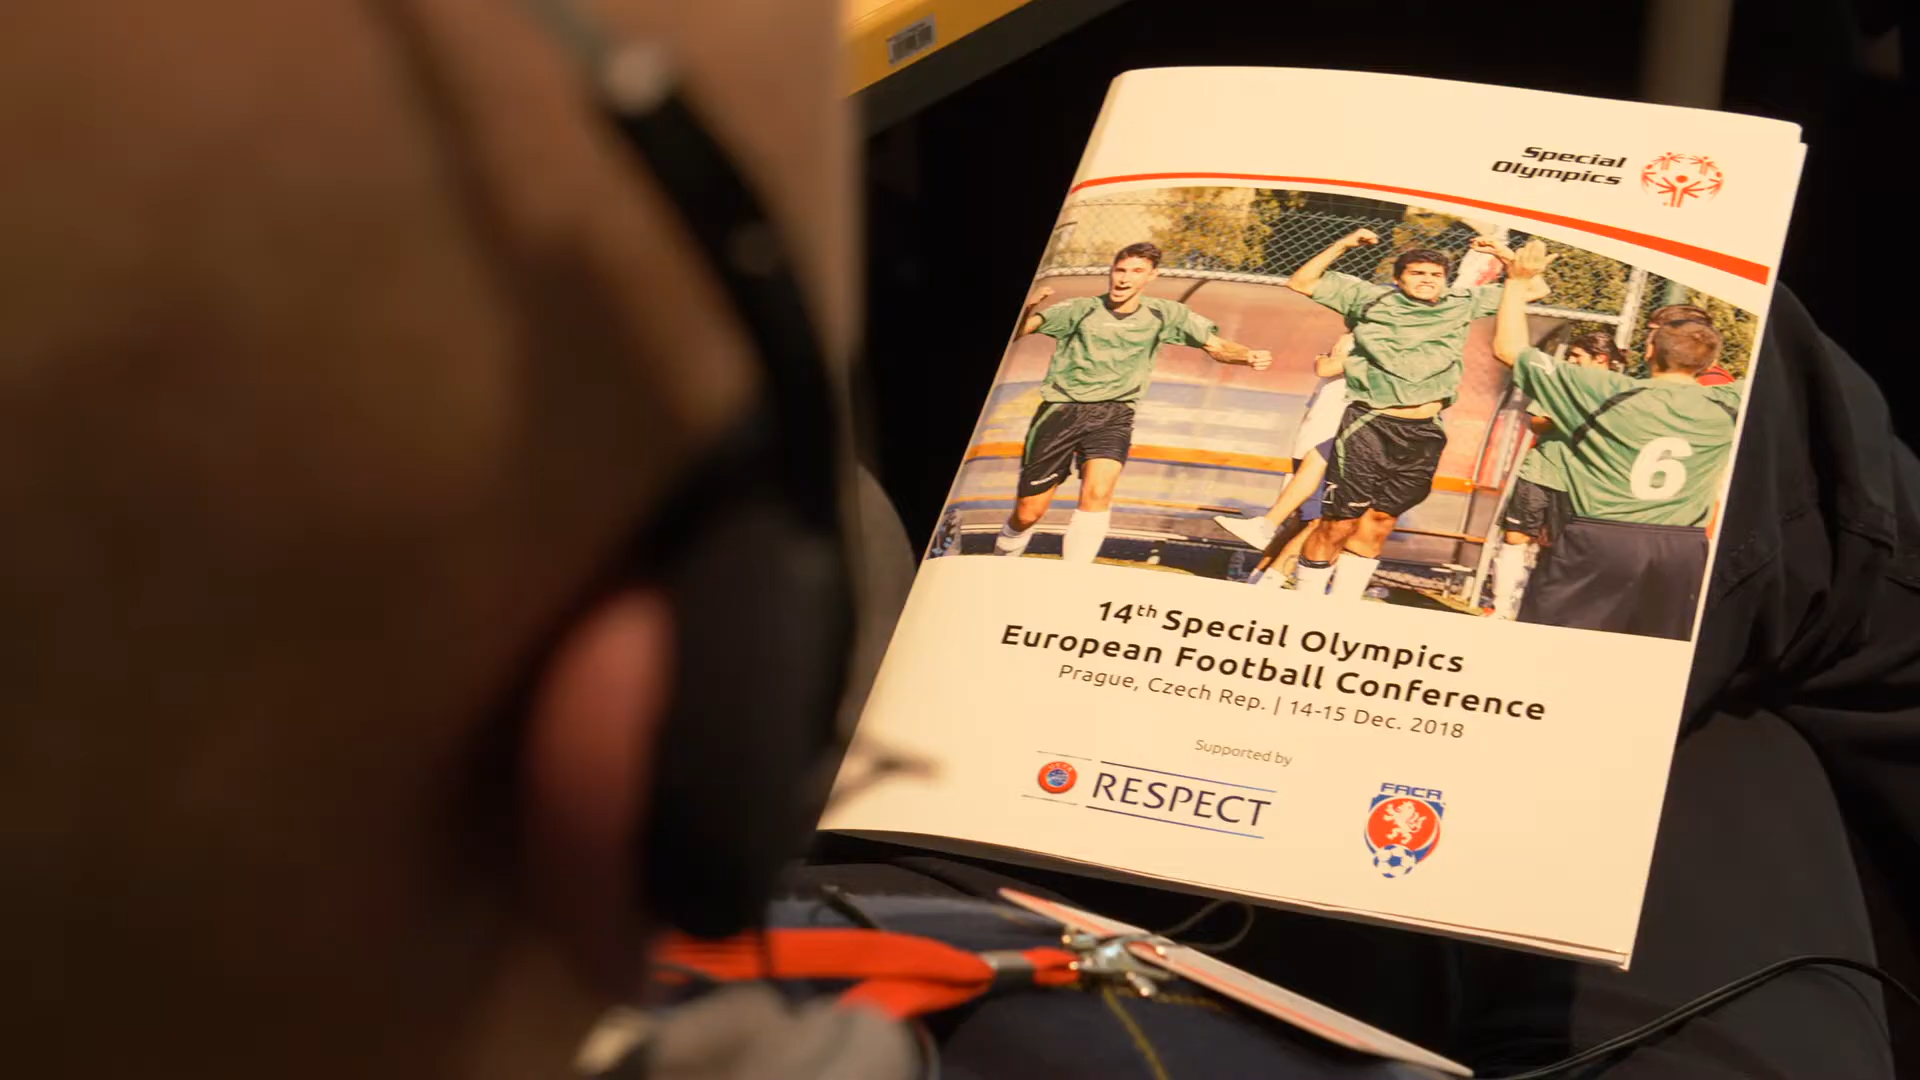 Special
Olympics
6
14th Special Olympics
European Football Conference
Prague, Czech Rep. | 14-15 Dec. 2018
Supported by
UEFA
RESPECT
FACR